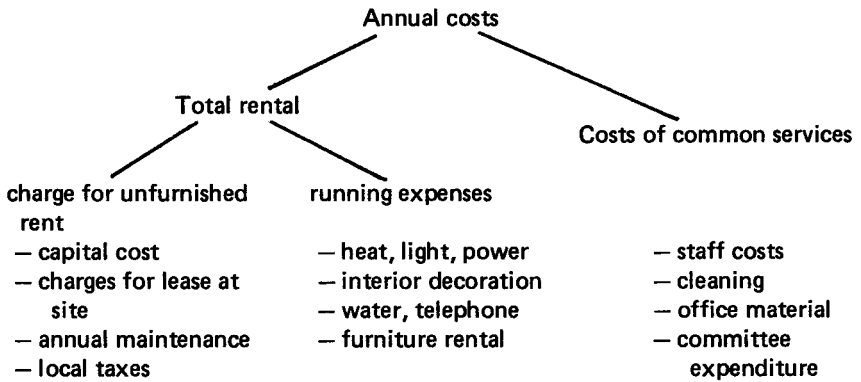 Annual costs
Total rental
Costs of common services
charge for unfurnished
rent
— capital cost
— charges for lease at
site
— annual maintenance
— local taxes
running expenses
— heat, light, power
— interior decoration
— water, telephone
— furniture rental
— staff costs
— cleaning
— office material
— committee
expenditure